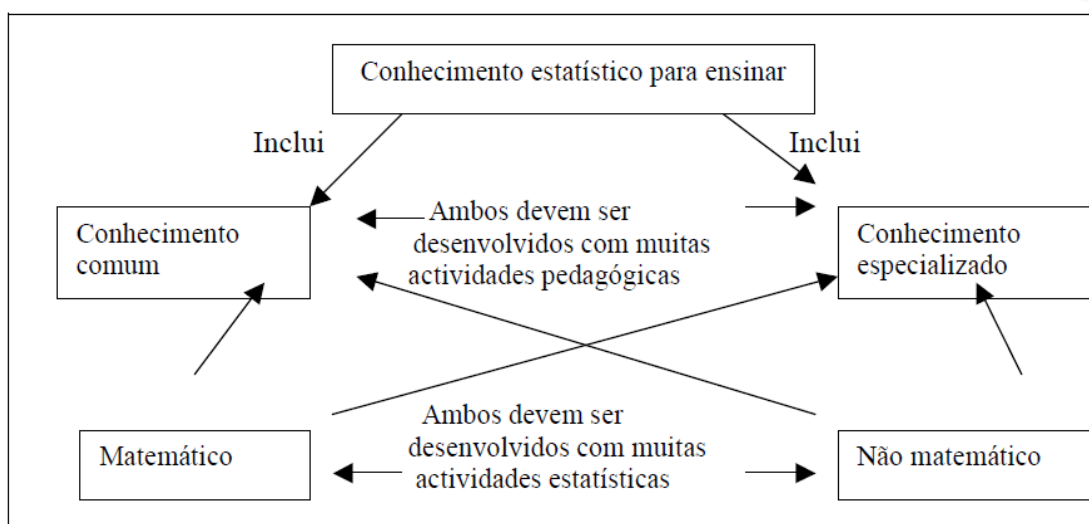 Conhecimento estatístico para ensinar
Inclui
Inclui
Conhecimento
comum
Ambos devem ser
desenvolvidos com muitas
actividades pedagógicas
Conhecimento
especializado
Matemático
Ambos devem ser
desenvolvidos com muitas
actividades estatísticas
Não matemático